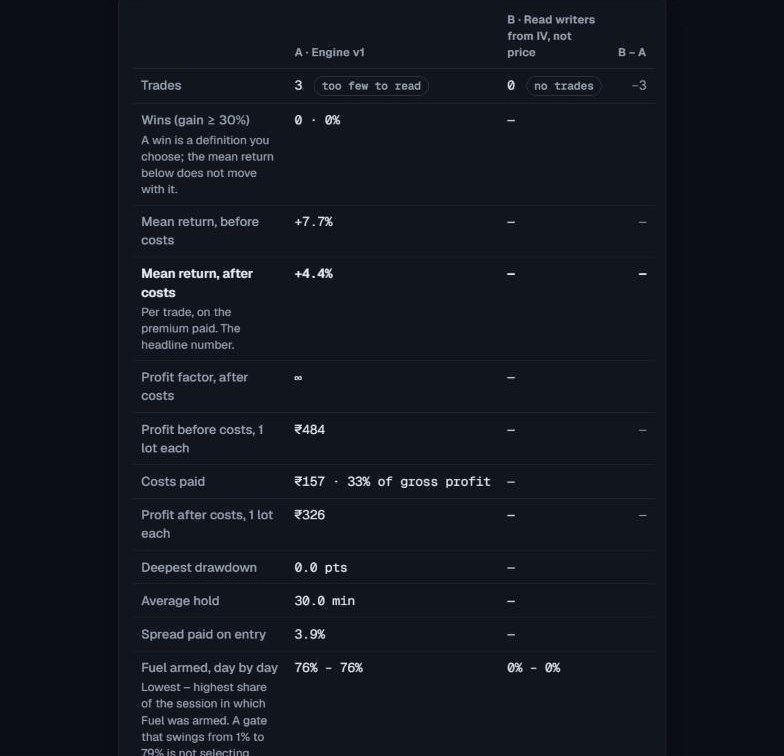 A · Engine v1
B · Read writers
from IV, not
price
B – A
Trades
3 too few to read
0 no trades
−3
Wins (gain ≥ 30%)
0 · 0%
—
A win is a definition you
choose; the mean return
below does not move
with it.
Mean return, before
costs
+7.7%
—
—
Mean return, after
costs
+4.4%
—
—
Per trade, on the
premium paid. The
headline number.
Profit factor, after
costs
∞
—
Profit before costs, 1
lot each
₹484
—
—
Costs paid
₹157 · 33% of gross profit
—
Profit after costs, 1 lot
each
₹326
—
—
Deepest drawdown
0.0 pts
—
Average hold
30.0 min
—
Spread paid on entry
3.9%
—
Fuel armed, day by day
76% – 76%
0% – 0%
Lowest – highest share
of the session in which
Fuel was armed. A gate
that swings from 1% to
79% is not selecting